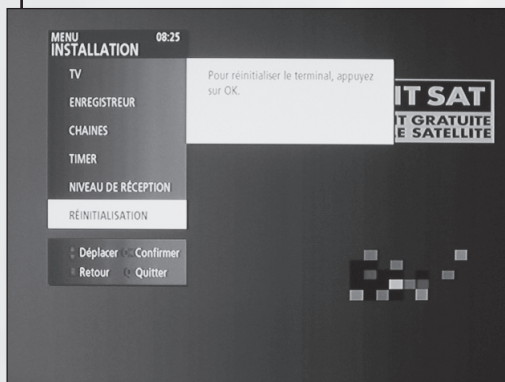 MENU 08:25
INSTALLATION
TV
ENREGISTREUR
CHAINES
TIMER
NIVEAU DE RÉCEPTION
RÉINITIALISATION
Déplacer Confirmer
Retour Quitter
Pour réinitialiser le terminal, appuyez
sur OK.
IT SAT
IT GRATUITE
E SATELLITE